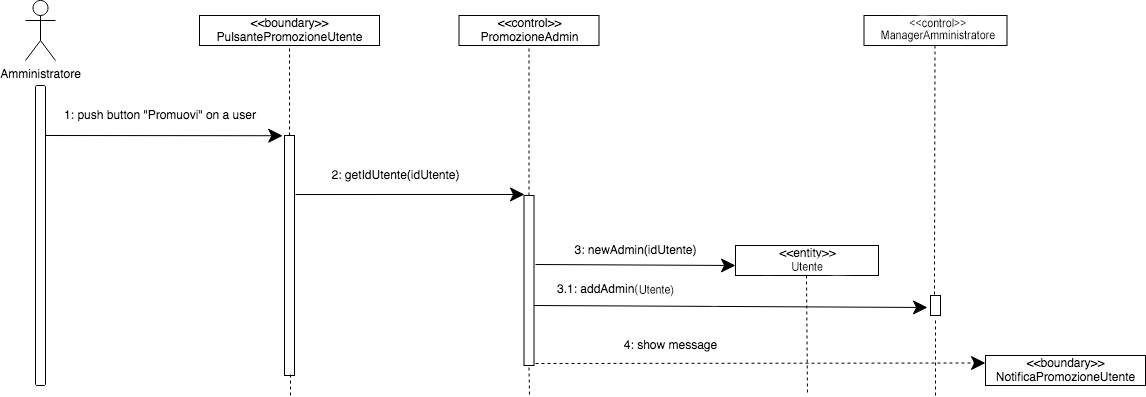 <<boundary>>
PulsantePromozioneUtente
<<control>>
PromozioneAdmin
<<control>>
ManagerAmministratore
Amministratore
1: push button "Promuovi" on a user
2: getIdUtente(idUtente)
3: newAdmin(idUtente)
<<entity>>
Utente
3.1: addAdmin(Utente)
4: show message
<<boundary>>
NotificaPromozioneUtente